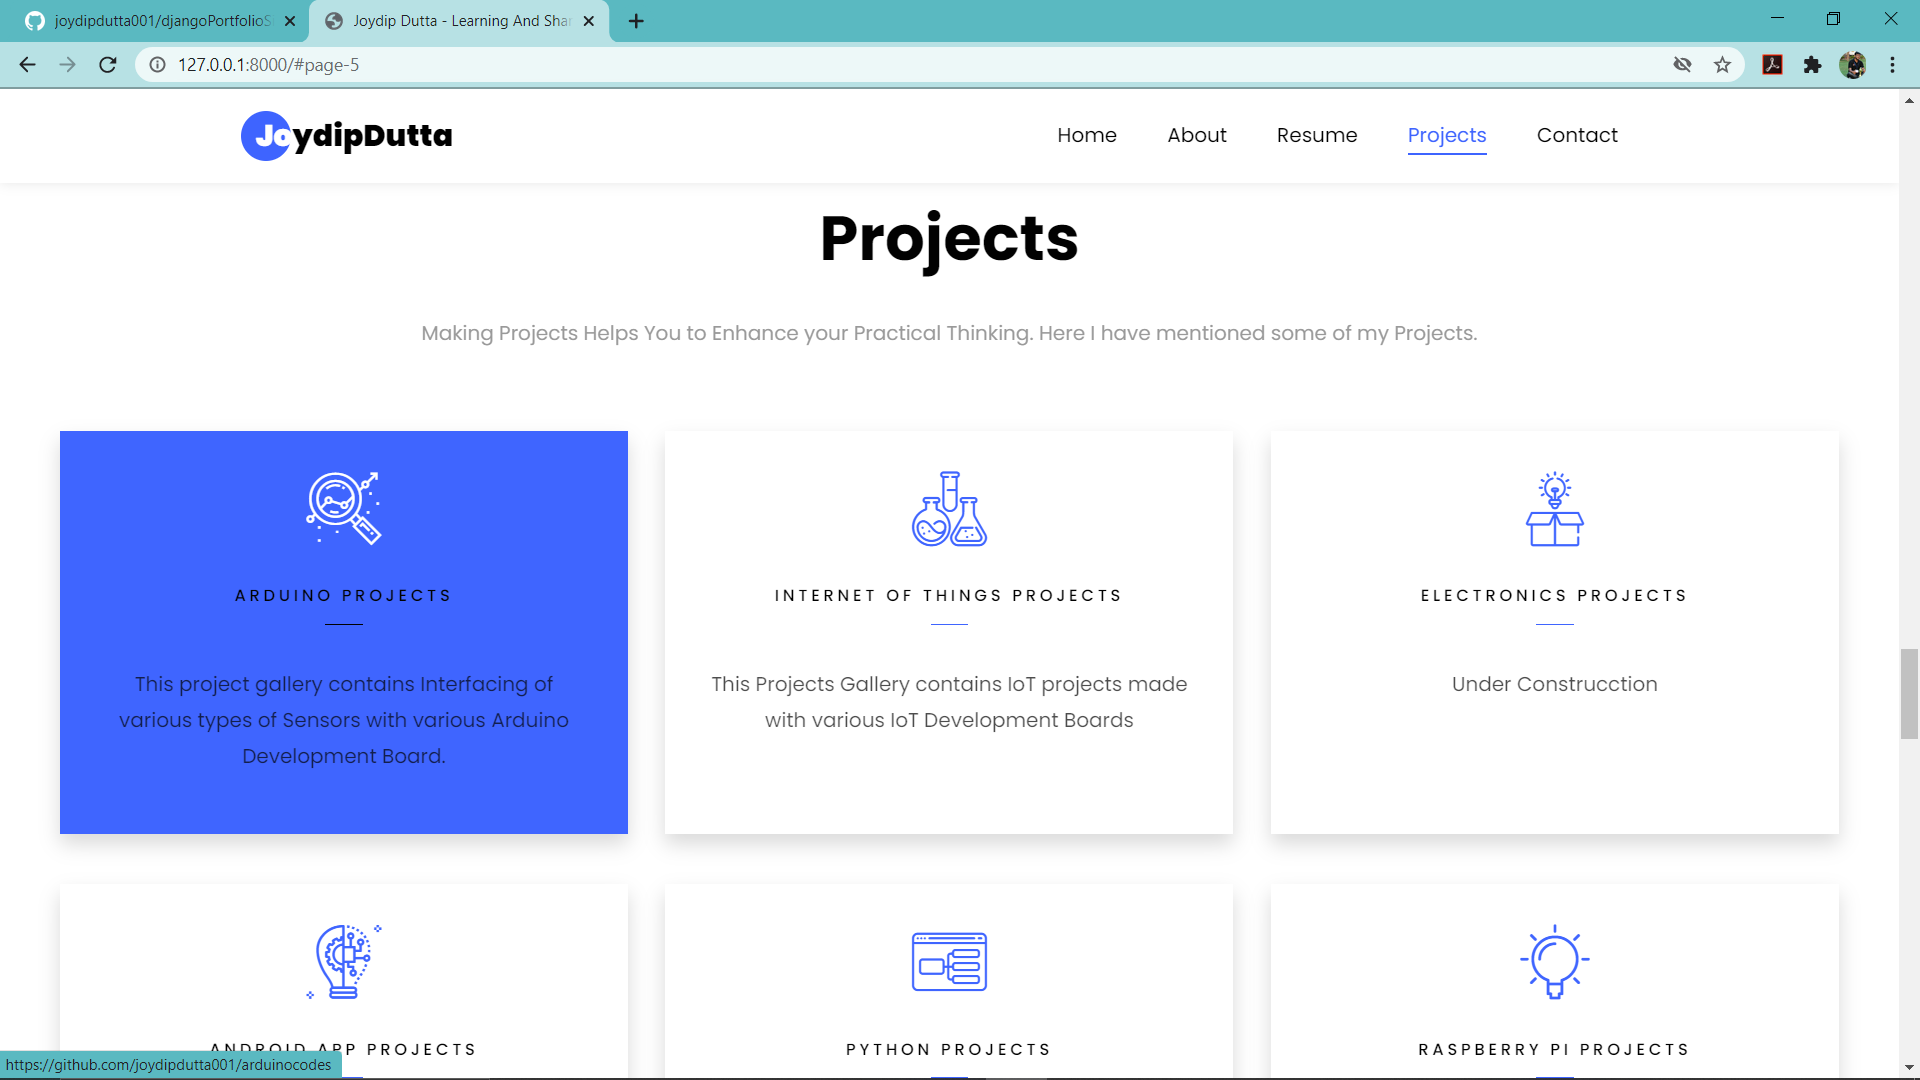 joydipdutta001/djangoPortfolioS
Joydip Dutta - Learning And Shar
127.0.0.1:8000/#page-5
JoydipDutta
Home
About
Resume
Projects
Contact
Projects
Making Projects Helps You to Enhance your Practical Thinking. Here I have mentioned some of my Projects.
ARDUINO PROJECTS
This project gallery contains Interfacing of
various types of Sensors with various Arduino
Development Board.
INTERNET OF THINGS PROJECTS
This Projects Gallery contains IoT projects made
with various IoT Development Boards
ELECTRONICS PROJECTS
Under Construcction
ANDROID APP PROJECTS
PYTHON PROJECTS
RASPBERRY PI PROJECTS
https://github.com/joydipdutta001/arduinocodes